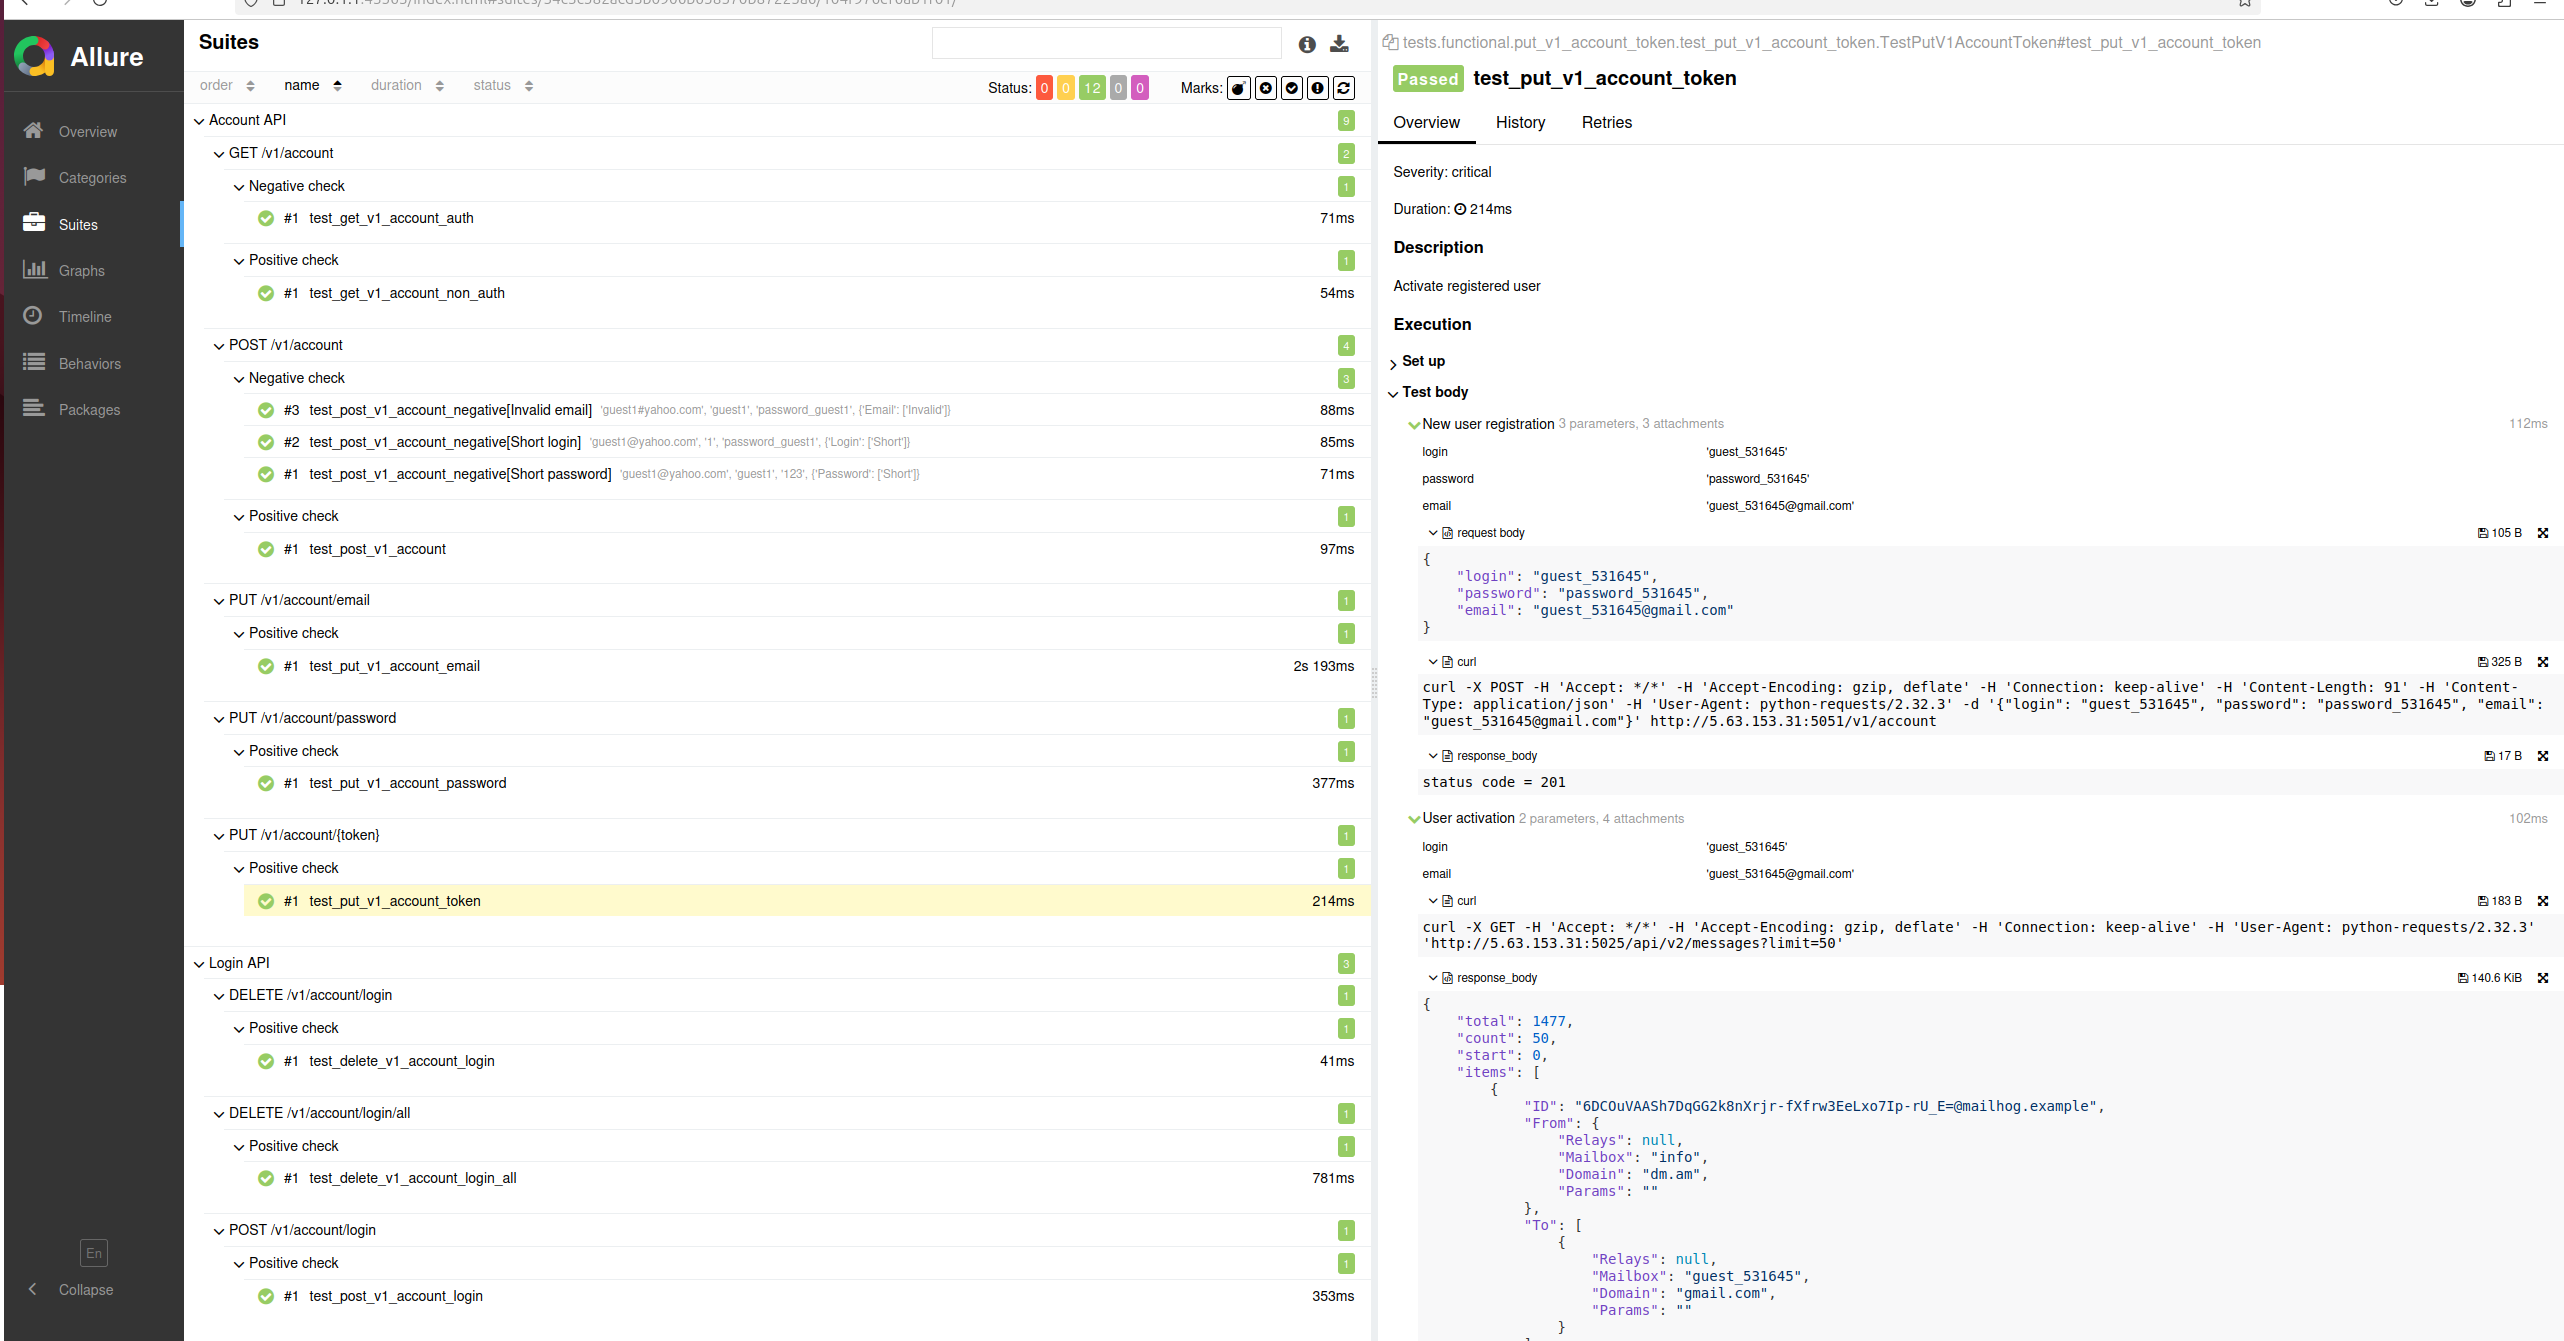 Allure
Overview
Categories
Suites
Graphs
Timeline
Behaviors
Packages
En
Collapse
Suites
order name duration status Status: 0 0 12 0 0 Marks:
Account API 9
GET /v1/account 2
Negative check 1
#1 test_get_v1_account_auth 71ms
Positive check 1
#1 test_get_v1_account_non_auth 54ms
POST /v1/account 4
Negative check 3
#3 test_post_v1_account_negative[Invalid email] 'guest1#yahoo.com', 'guest1', 'password_guest1', {'Email': ['Invalid']} 88ms
#2 test_post_v1_account_negative[Short login] 'guest1@yahoo.com', '1', 'password_guest1', {'Login': ['Short']} 85ms
#1 test_post_v1_account_negative[Short password] 'guest1@yahoo.com', 'guest1', '123', {'Password': ['Short']} 71ms
Positive check 1
#1 test_post_v1_account 97ms
PUT /v1/account/email 1
Positive check 1
#1 test_put_v1_account_email 2s 193ms
PUT /v1/account/password 1
Positive check 1
#1 test_put_v1_account_password 377ms
PUT /v1/account/{token} 1
Positive check 1
#1 test_put_v1_account_token 214ms
Login API 3
DELETE /v1/account/login 1
Positive check 1
#1 test_delete_v1_account_login 41ms
DELETE /v1/account/login/all 1
Positive check 1
#1 test_delete_v1_account_login_all 781ms
POST /v1/account/login 1
Positive check 1
#1 test_post_v1_account_login 353ms
tests.functional.put_v1_account_token.test_put_v1_account_token.TestPutV1AccountToken#test_put_v1_account_token
Passed test_put_v1_account_token
Overview History Retries
Severity: critical
Duration: 214ms
Description
Activate registered user
Execution
Set up
Test body
New user registration 3 parameters, 3 attachments 112ms
login 'guest_531645'
password 'password_531645'
email 'guest_531645@gmail.com'
request body 105 B
{
"login": "guest_531645",
"password": "password_531645",
"email": "guest_531645@gmail.com"
}
curl 325 B
curl -X POST -H 'Accept: */*' -H 'Accept-Encoding: gzip, deflate' -H 'Connection: keep-alive' -H 'Content-Length: 91' -H 'Content-
Type: application/json' -H 'User-Agent: python-requests/2.32.3' -d '{"login": "guest_531645", "password": "password_531645", "email":
"guest_531645@gmail.com"}' http://5.63.153.31:5051/v1/account
response_body 17 B
status code = 201
User activation 2 parameters, 4 attachments 102ms
login 'guest_531645'
email 'guest_531645@gmail.com'
curl 183 B
curl -X GET -H 'Accept: */*' -H 'Accept-Encoding: gzip, deflate' -H 'Connection: keep-alive' -H 'User-Agent: python-requests/2.32.3'
'http://5.63.153.31:5025/api/v2/messages?limit=50'
response_body 140.6 KiB
{
"total": 1477,
"count": 50,
"start": 0,
"items": [
{
"ID": "6DCOuVAASh7DqGG2k8nXrjr-fXfrw3EeLxo7Ip-rU_E=@mailhog.example",
"From": {
"Relays": null,
"Mailbox": "info",
"Domain": "dm.am",
"Params": ""
},
"To": [
{
"Relays": null,
"Mailbox": "guest_531645",
"Domain": "gmail.com",
"Params": ""
}